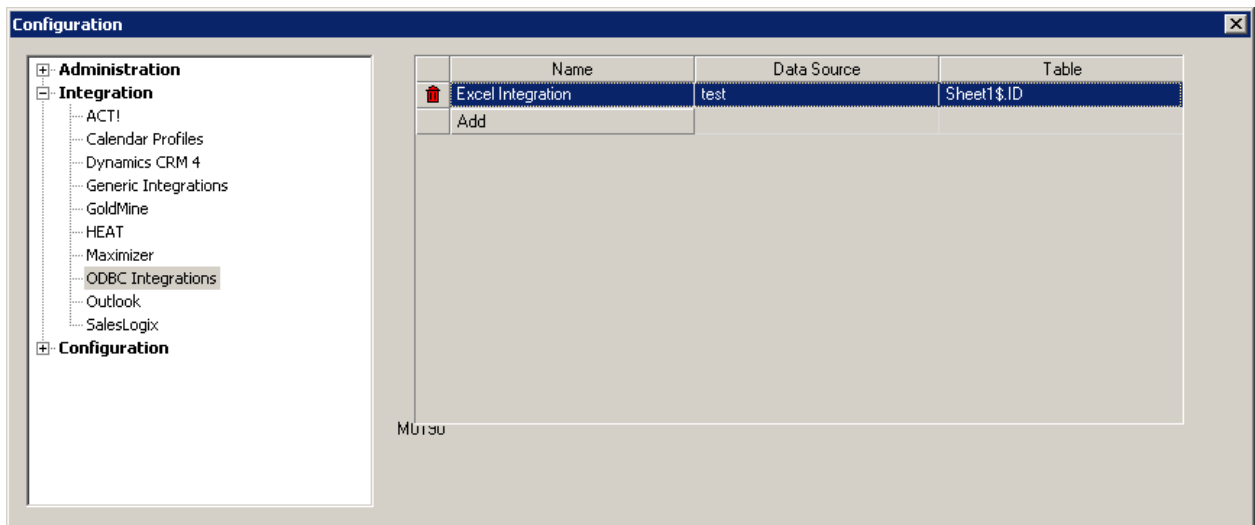 Configuration
Administration
Integration
ACT!
Calendar Profiles
Dynamics CRM 4
Generic Integrations
GoldMine
HEAT
Maximizer
ODBC Integrations
Outlook
SalesLogix
Configuration
Name Data Source Table
Excel Integration test Sheet1$.ID
Add